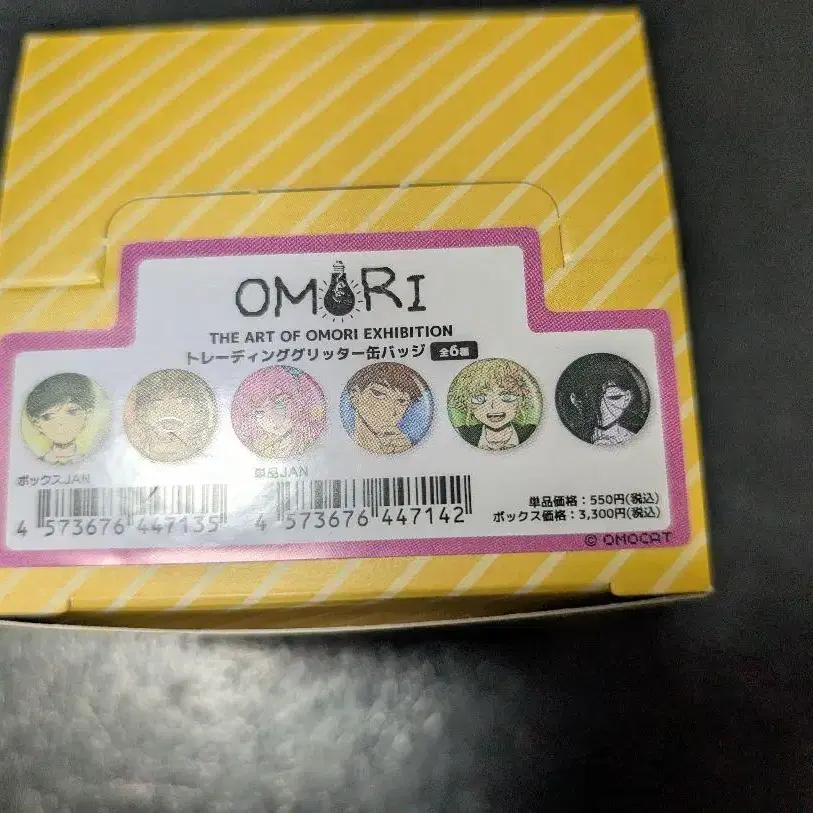 OMORI
THE ART OF OMORI EXHIBITION
トレーディンググリッター缶バッジ 全6種
ボックスJAN
単品JAN
4 573676 447135
4 573676 447142
単品価格：550円(税込)
ボックス価格：3,300円(税込)
© OMOCAT